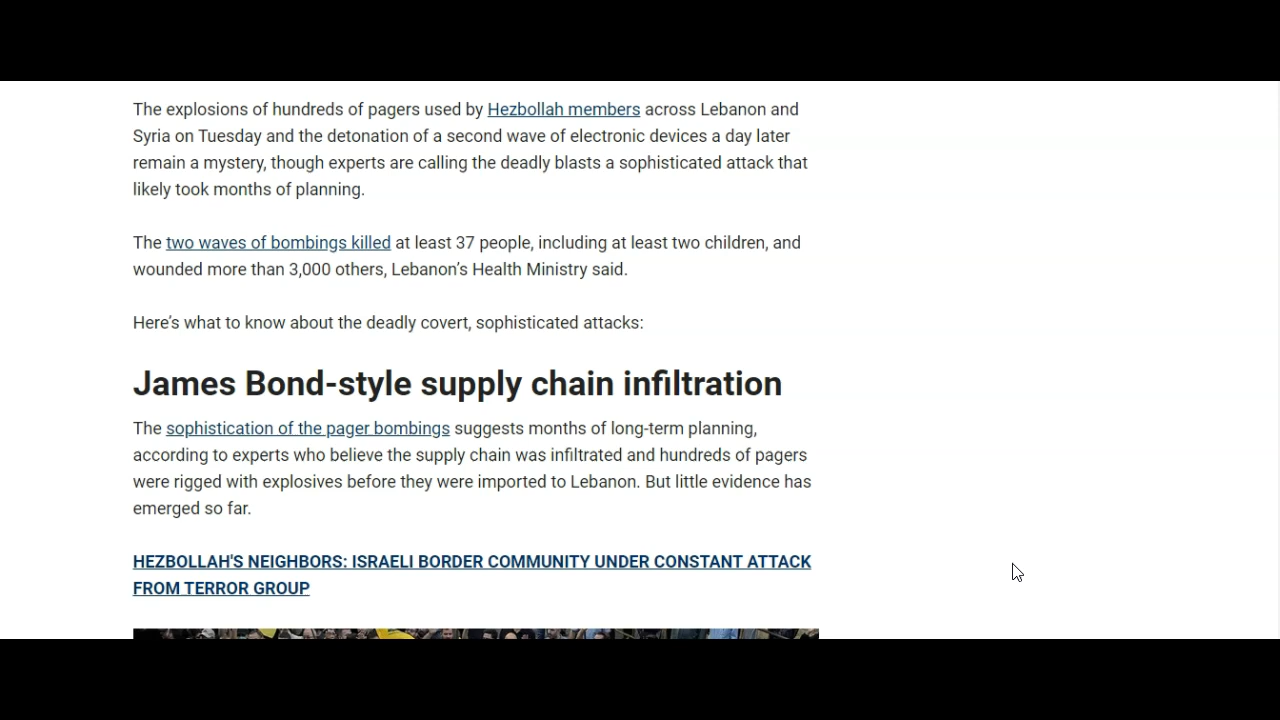 The explosions of hundreds of pagers used by Hezbollah members across Lebanon and
Syria on Tuesday and the detonation of a second wave of electronic devices a day later
remain a mystery, though experts are calling the deadly blasts a sophisticated attack that
likely took months of planning.
The two waves of bombings killed at least 37 people, including at least two children, and
wounded more than 3,000 others, Lebanon’s Health Ministry said.
Here’s what to know about the deadly covert, sophisticated attacks:
James Bond-style supply chain infiltration
The sophistication of the pager bombings suggests months of long-term planning,
according to experts who believe the supply chain was infiltrated and hundreds of pagers
were rigged with explosives before they were imported to Lebanon. But little evidence has
emerged so far.
HEZBOLLAH'S NEIGHBORS: ISRAELI BORDER COMMUNITY UNDER CONSTANT ATTACK
FROM TERROR GROUP